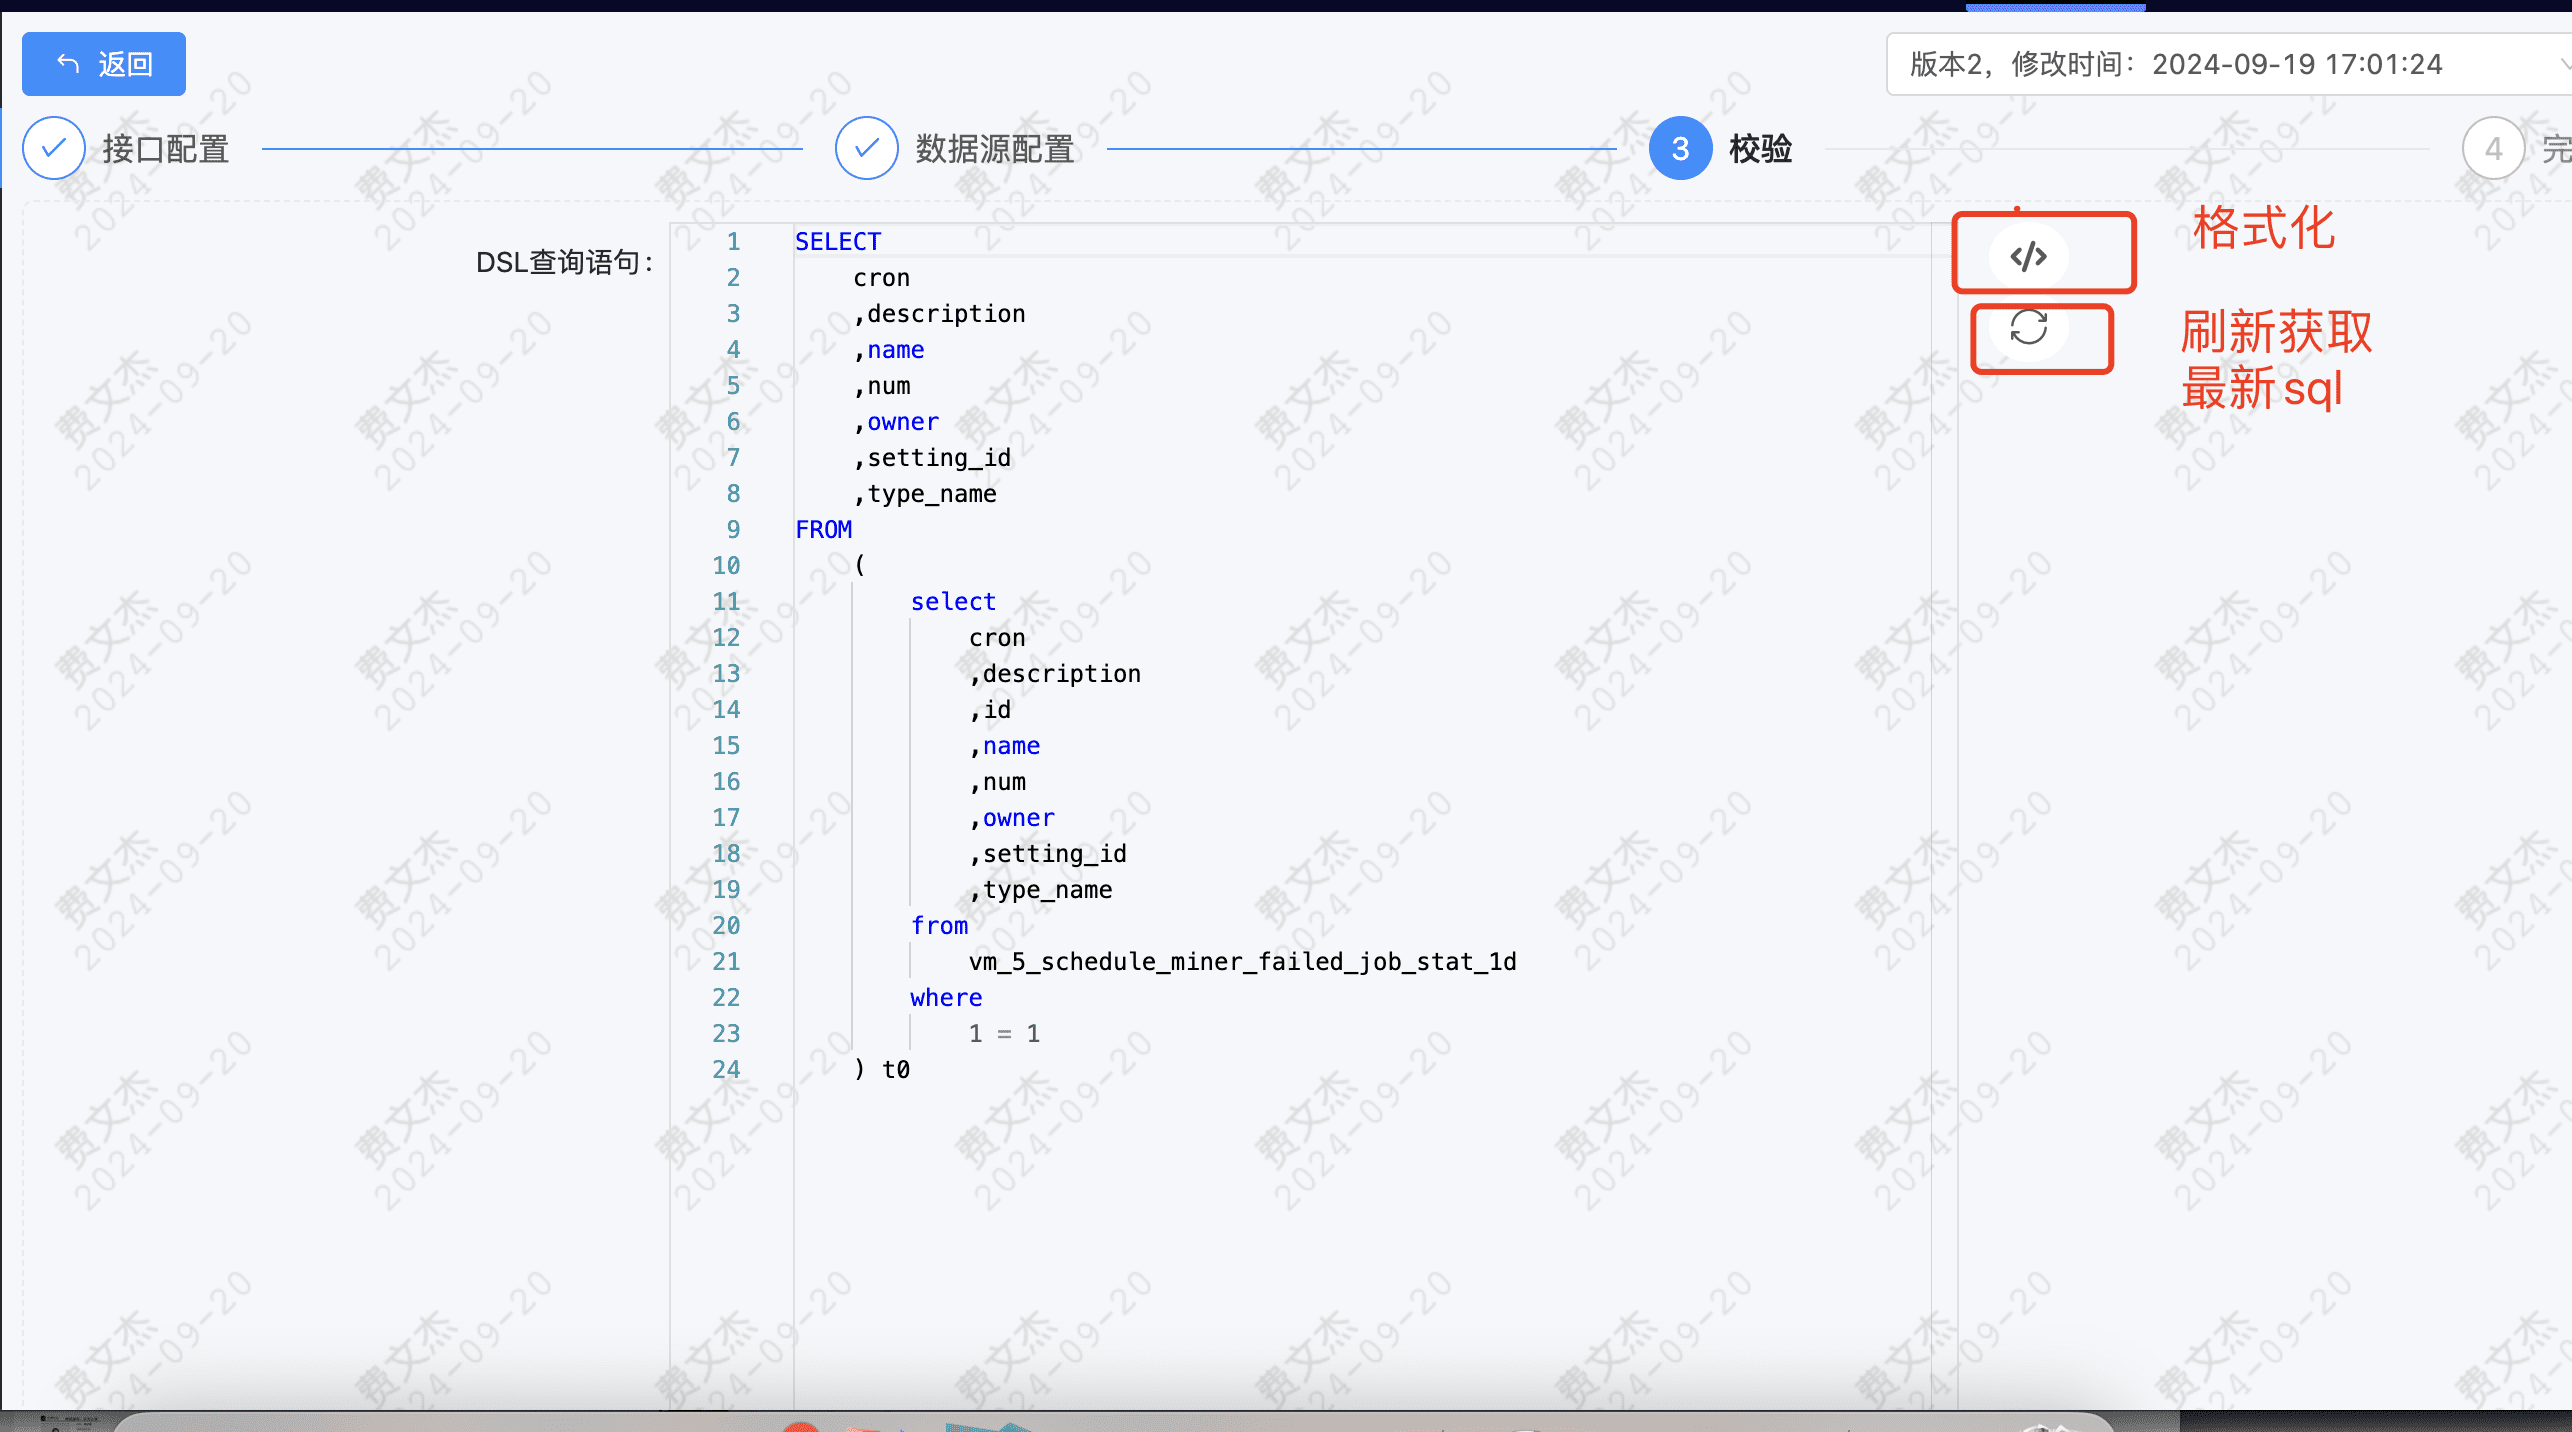 返回
版本2，修改时间：2024-09-19 17:01:24
接口配置
数据源配置
3 校验
4 完
格式化
刷新获取
最新sql
DSL查询语句：
1 SELECT
2 cron
3 ,description
4 ,name
5 ,num
6 ,owner
7 ,setting_id
8 ,type_name
9 FROM
10 (
11 select
12 cron
13 ,description
14 ,id
15 ,name
16 ,num
17 ,owner
18 ,setting_id
19 ,type_name
20 from
21 vm_5_schedule_miner_failed_job_stat_1d
22 where
23 1 = 1
24 ) t0
费文杰
2024-09-20